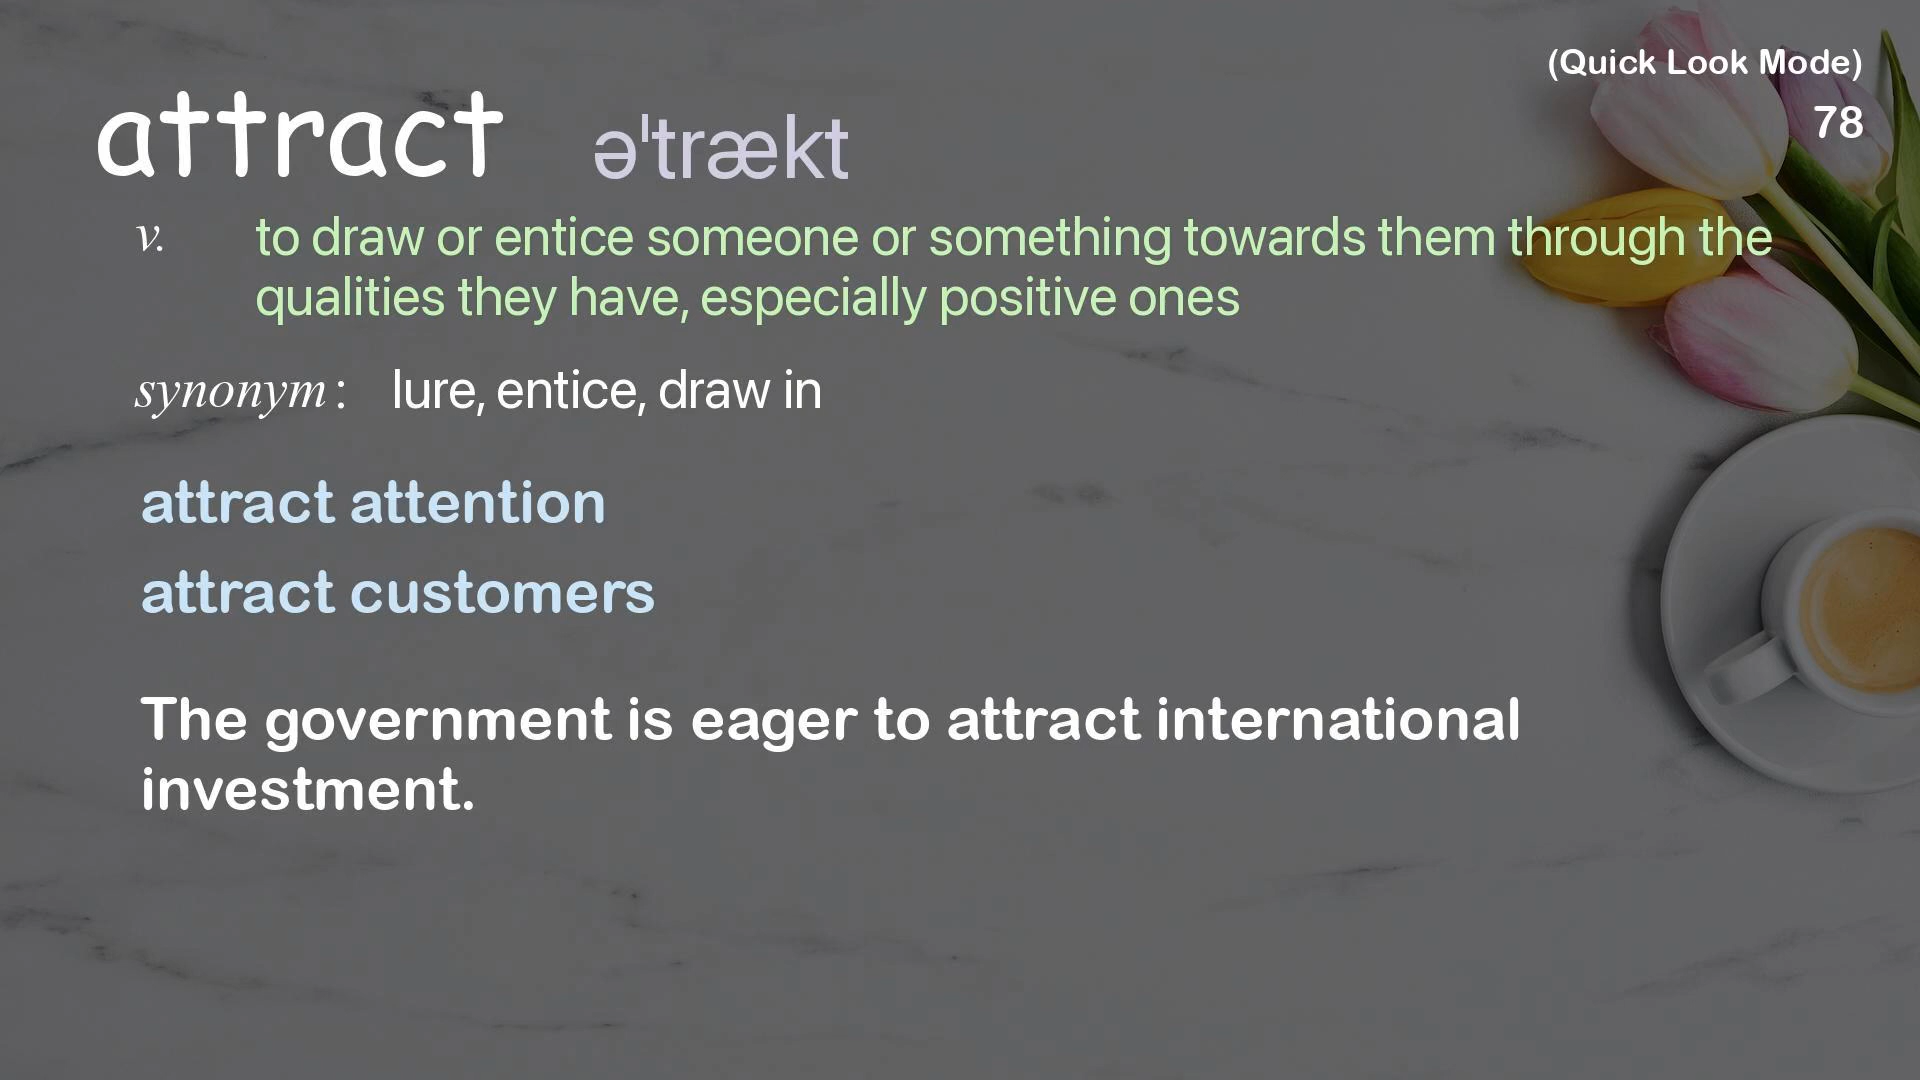 (Quick Look Mode)
78
attract əˈtrækt
v. to draw or entice someone or something towards them through the
qualities they have, especially positive ones
synonym: lure, entice, draw in
attract attention
attract customers
The government is eager to attract international
investment.